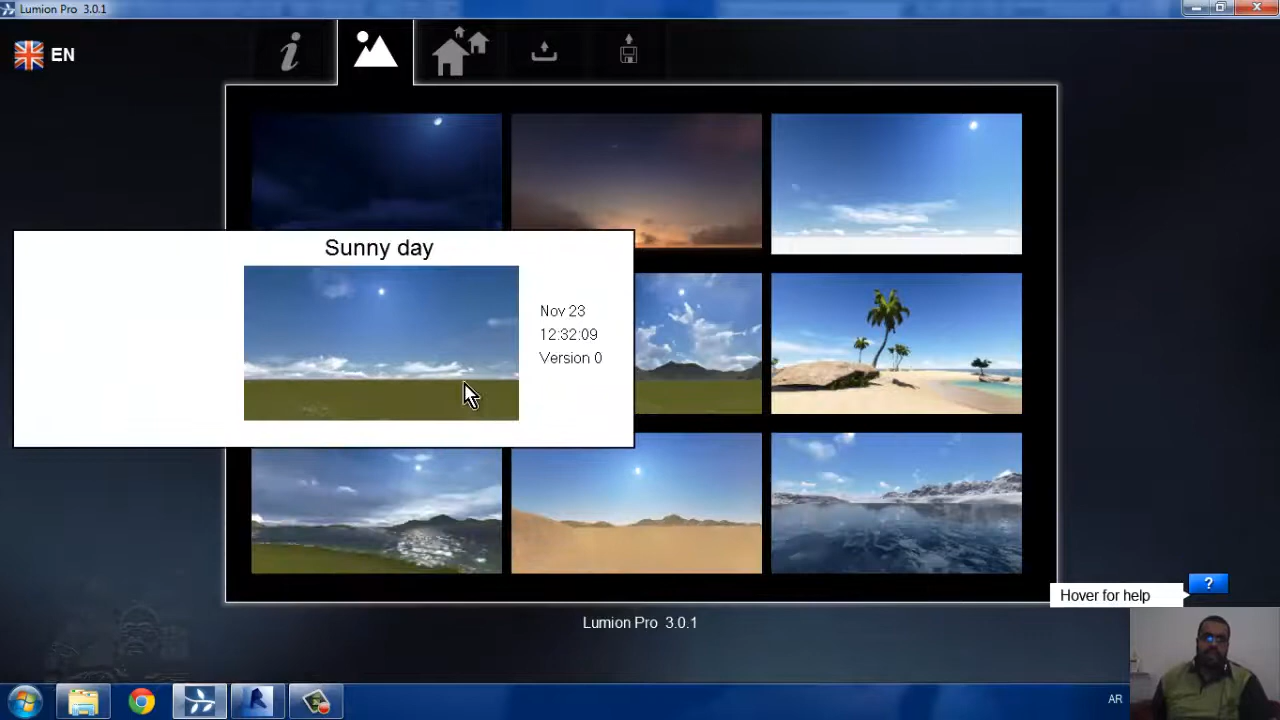 Lumion Pro 3.0.1
EN
Sunny day
Nov 23
12:32:09
Version 0
?
Hover for help
Lumion Pro 3.0.1
AR